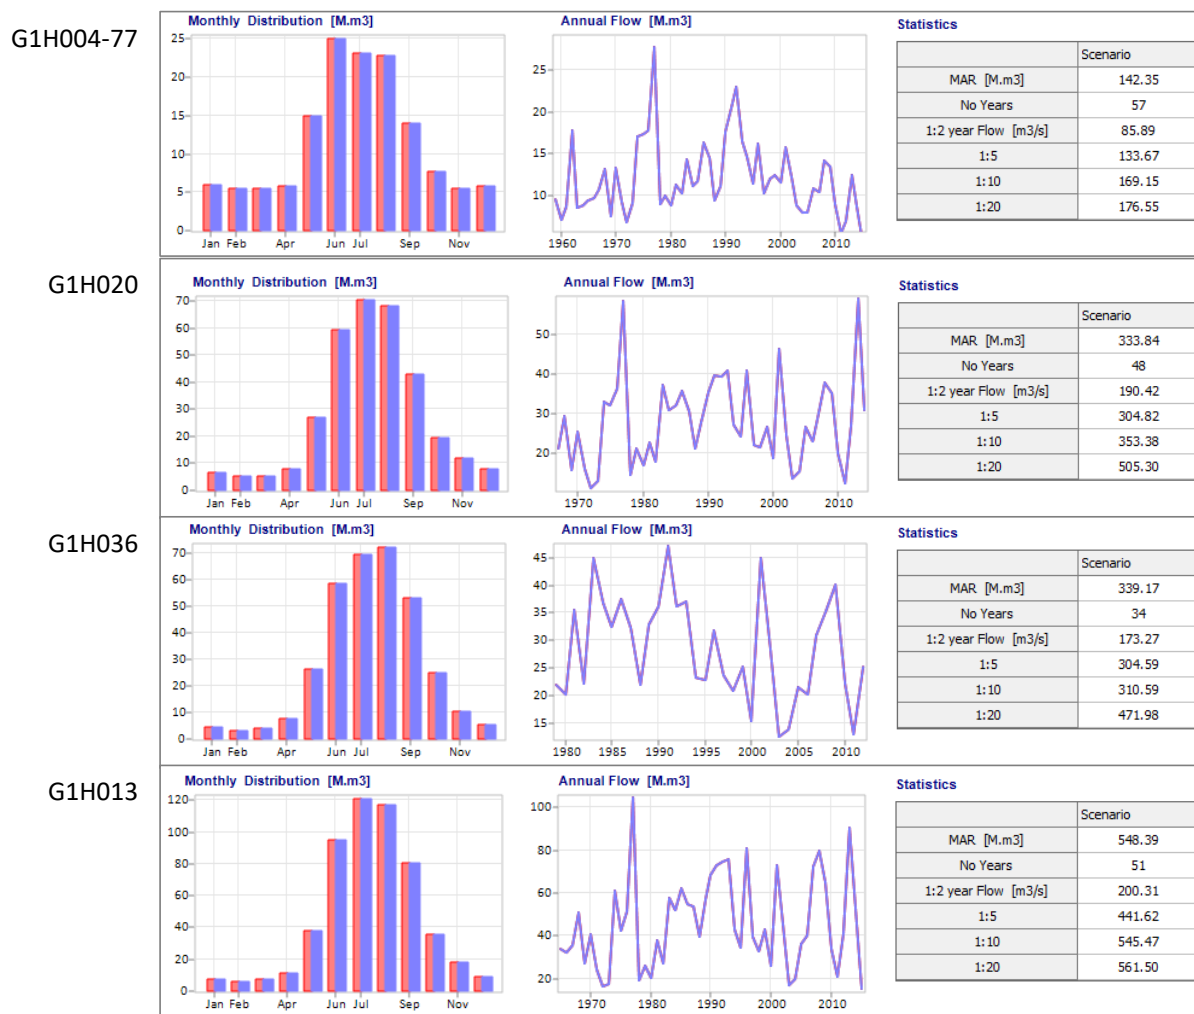 G1H004-77
Monthly Distribution [M.m3]
25
20
15
10
5
0
Jan Feb Apr Jun Jul Sep Nov
Annual Flow [M.m3]
25
20
15
10
1960 1970 1980 1990 2000 2010
Statistics
Scenario
MAR [M.m3] 142.35
No Years 57
1:2 year Flow [m3/s] 85.89
1:5 133.67
1:10 169.15
1:20 176.55
G1H020
Monthly Distribution [M.m3]
70
60
50
40
30
20
10
0
Jan Feb Apr Jun Jul Sep Nov
Annual Flow [M.m3]
50
40
30
20
1970 1980 1990 2000 2010
Statistics
Scenario
MAR [M.m3] 333.84
No Years 48
1:2 year Flow [m3/s] 190.42
1:5 304.82
1:10 353.38
1:20 505.30
G1H036
Monthly Distribution [M.m3]
70
60
50
40
30
20
10
0
Jan Feb Apr Jun Jul Sep Nov
Annual Flow [M.m3]
45
40
35
30
25
20
15
1980 1985 1990 1995 2000 2005 2010
Statistics
Scenario
MAR [M.m3] 339.17
No Years 34
1:2 year Flow [m3/s] 173.27
1:5 304.59
1:10 310.59
1:20 471.98
G1H013
Monthly Distribution [M.m3]
120
100
80
60
40
20
0
Jan Feb Apr Jun Jul Sep Nov
Annual Flow [M.m3]
100
80
60
40
20
1970 1980 1990 2000 2010
Statistics
Scenario
MAR [M.m3] 548.39
No Years 51
1:2 year Flow [m3/s] 200.31
1:5 441.62
1:10 545.47
1:20 561.50